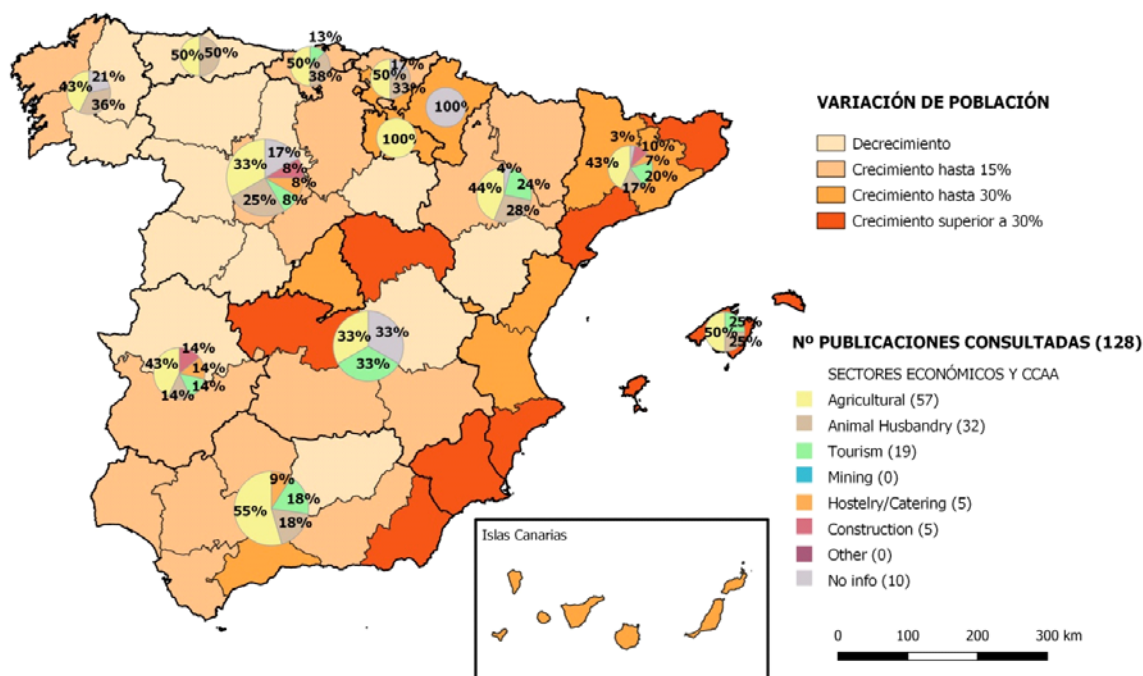 13%
50%
50%
50%
38%
17%
50%
33%
21%
43%
36%
100%
100%
3%
10%
43%
7%
20%
17%
17%
33%
8%
8%
25%
8%
4%
44%
24%
28%
33%
33%
33%
25%
50%
25%
14%
43%
14%
14%
14%
9%
55%
18%
18%
VARIACIÓN DE POBLACIÓN
Decrecimiento
Crecimiento hasta 15%
Crecimiento hasta 30%
Crecimiento superior a 30%
Nº PUBLICACIONES CONSULTADAS (128)
SECTORES ECONÓMICOS Y CCAA
Agricultural (57)
Animal Husbandry (32)
Tourism (19)
Mining (0)
Hostelry/Catering (5)
Construction (5)
Other (0)
No info (10)
Islas Canarias
0 100 200 300 km